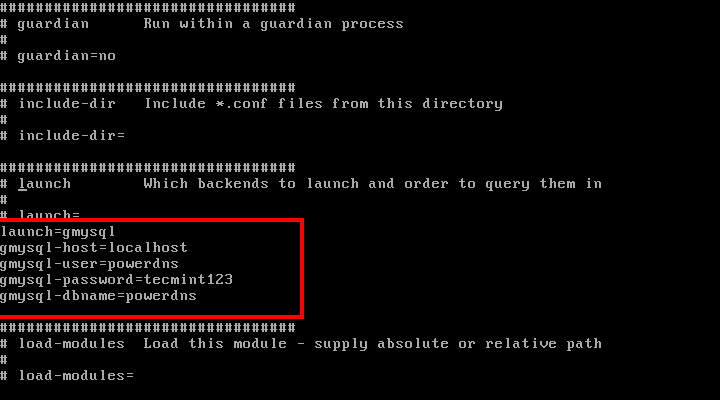 #################################
# guardian      Run within a guardian process
#
# guardian=no

#################################
# include-dir   Include *.conf files from this directory
#
# include-dir=

#################################
# launch        Which backends to launch and order to query them in
#
# launch=
launch=gmysql
gmysql-host=localhost
gmysql-user=powerdns
gmysql-password=tecmint123
gmysql-dbname=powerdns

#################################
# load-modules  Load this module - supply absolute or relative path
#
# load-modules=